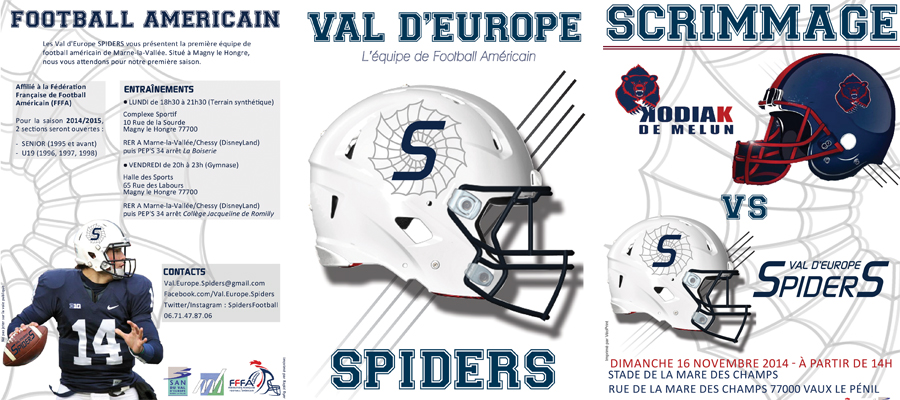 FOOTBALL AMERICAIN
Les Val d'Europe SPIDERS vous présentent la première équipe de
football américain de Marne-la-Vallée. Situé à Magny le Hongre,
nous vous attendons pour notre première saison.
Affilié à la Fédération
Française de Football
Américain (FFFA)
Pour la saison 2014/2015,
2 sections seront ouvertes :
- SENIOR (1995 et avant)
- U19 (1996, 1997, 1998)
ENTRAÎNEMENTS
● LUNDI de 18h30 à 21h30 (Terrain synthétique)
Complexe Sportif
10 Rue de la Sourde
Magny le Hongre 77700
RER A Marne-la-Vallée/Chessy (DisneyLand)
puis PEP'S 34 arrêt La Boiserie
● VENDREDI de 20h à 23h (Gymnase)
Halle des Sports
65 Rue des Labours
Magny le Hongre 77700
RER A Marne-la-Vallée/Chessy (DisneyLand)
puis PEP'S 34 arrêt Collège Jacqueline de Romilly
CONTACTS
Val.Europe.Spiders@gmail.com
Facebook.com/Val.Europe.Spiders
Twitter/Instagram : SpidersFootball
06.71.47.87.06
S
14
SAN
FFFA
VAL D'EUROPE
L'équipe de Football Américain
S
SPIDERS
SCRIMMAGE
KODIAK
DE MELUN
VS
S
VAL D'EUROPE
SPIDERS
DIMANCHE 16 NOVEMBRE 2014 - À PARTIR DE 14H
STADE DE LA MARE DES CHAMPS
RUE DE LA MARE DES CHAMPS 77000 VAUX LE PÉNIL